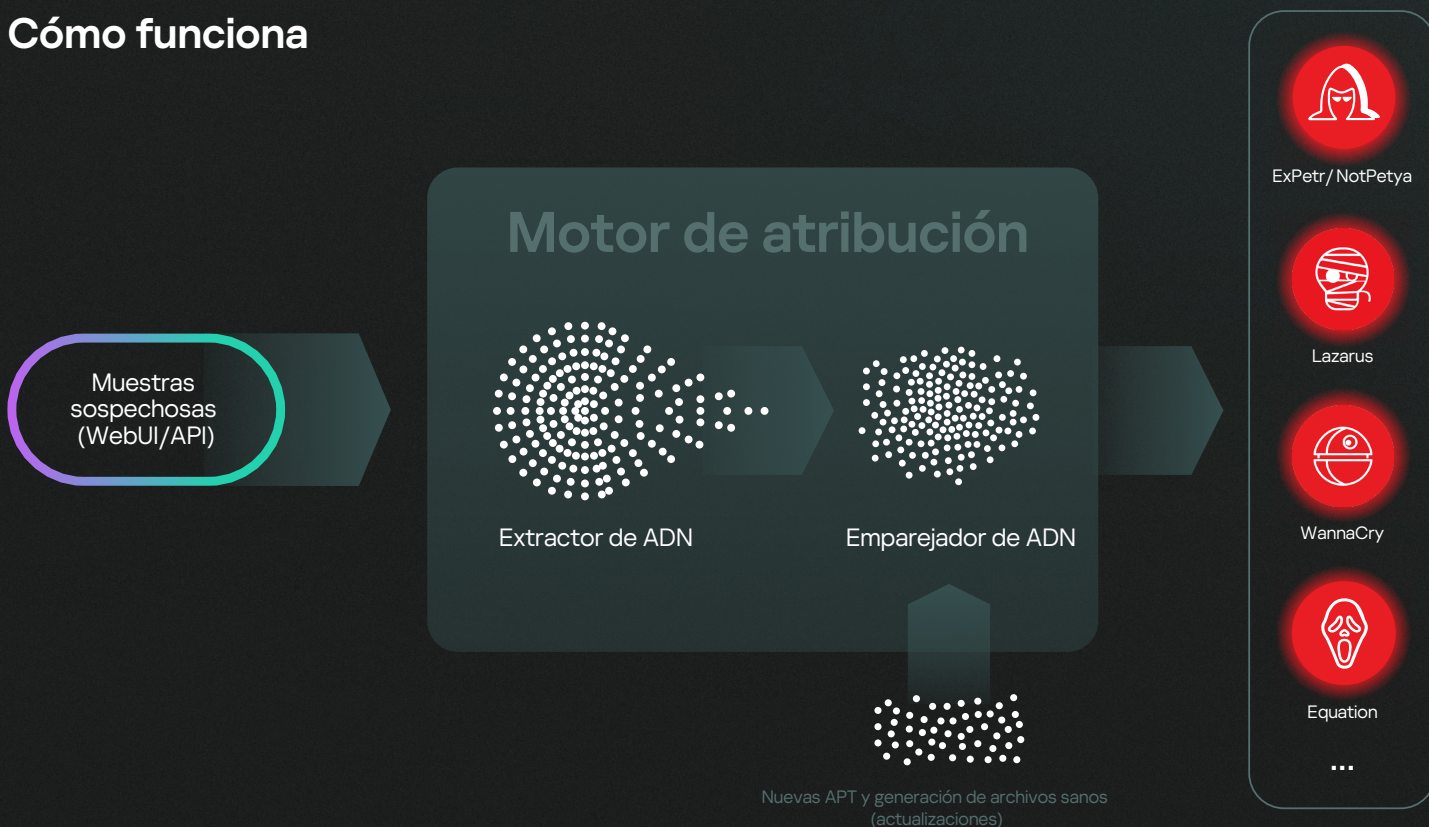 Cómo funciona
Motor de atribución
Muestras
sospechosas
(WebUI/API)
Extractor de ADN
Emparejador de ADN
Nuevas APT y generación de archivos sanos
(actualizaciones)
ExPetr/ NotPetya
Lazarus
WannaCry
Equation
...